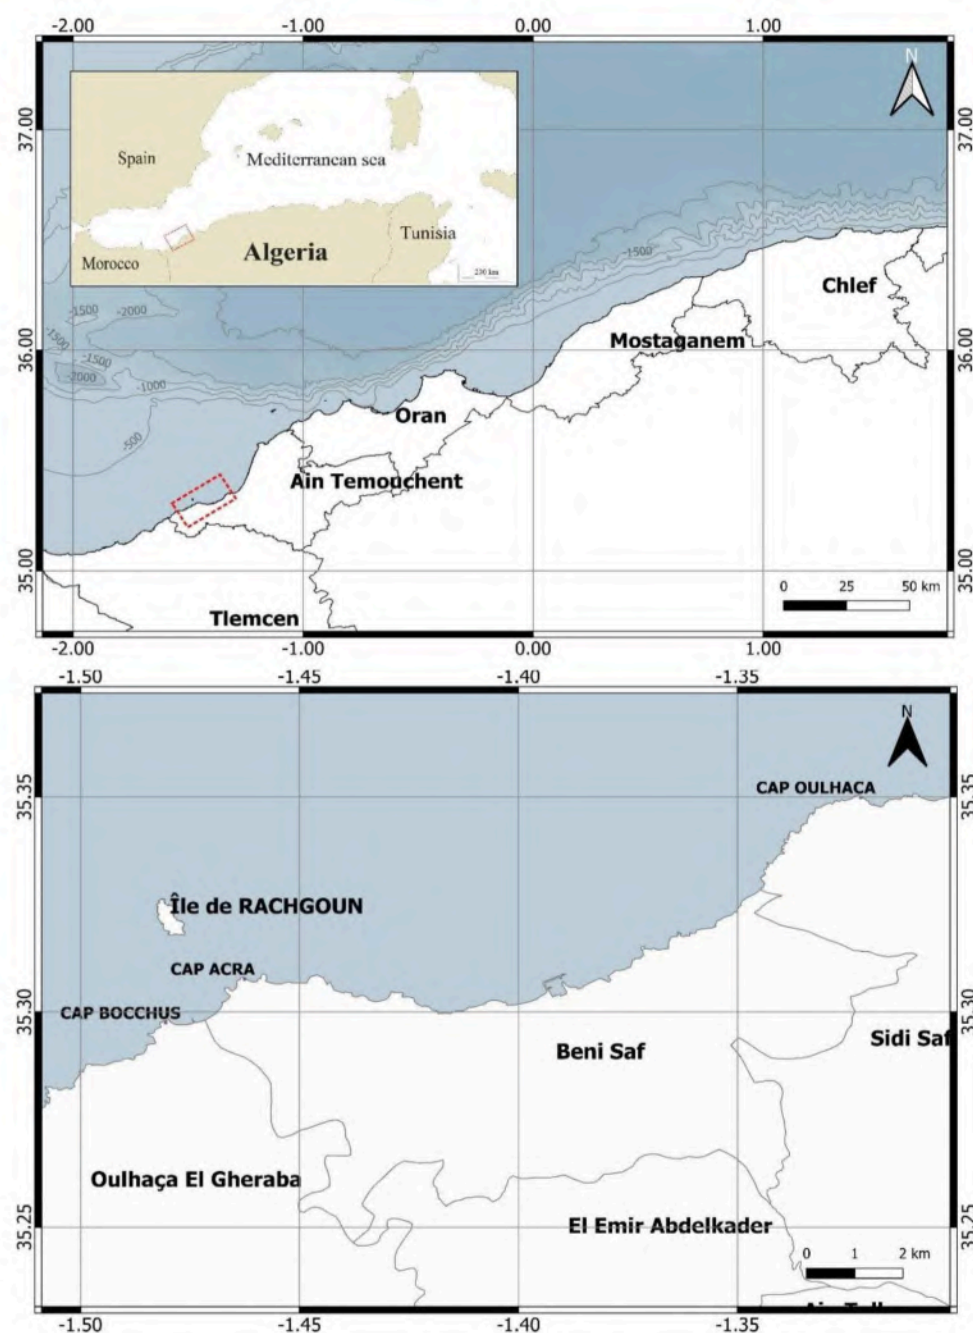 -2.00 -1.00 0.00 1.00
N
37.00 37.00
Spain
Mediterranean sea
Algeria
Tunisia
Morocco
230 km
-1500
Chlef
-1500
-2000
-1500
-1500
-2000
-1000
36.00 36.00
Mostaganem
Oran
-500
Ain Temouchent
35.00 35.00
0 25 50 km
Tlemcen
-2.00 -1.00 0.00 1.00
-1.50 -1.45 -1.40 -1.35
N
CAP OULHACA
35.35 35.35
Île de RACHGOUN
CAP ACRA
CAP BOCCHUS
35.30 35.30
Sidi Saf
Beni Saf
Oulhaça El Gheraba
El Emir Abdelkader
35.25 35.25
0 1 2 km
-1.50 -1.45 -1.40 -1.35